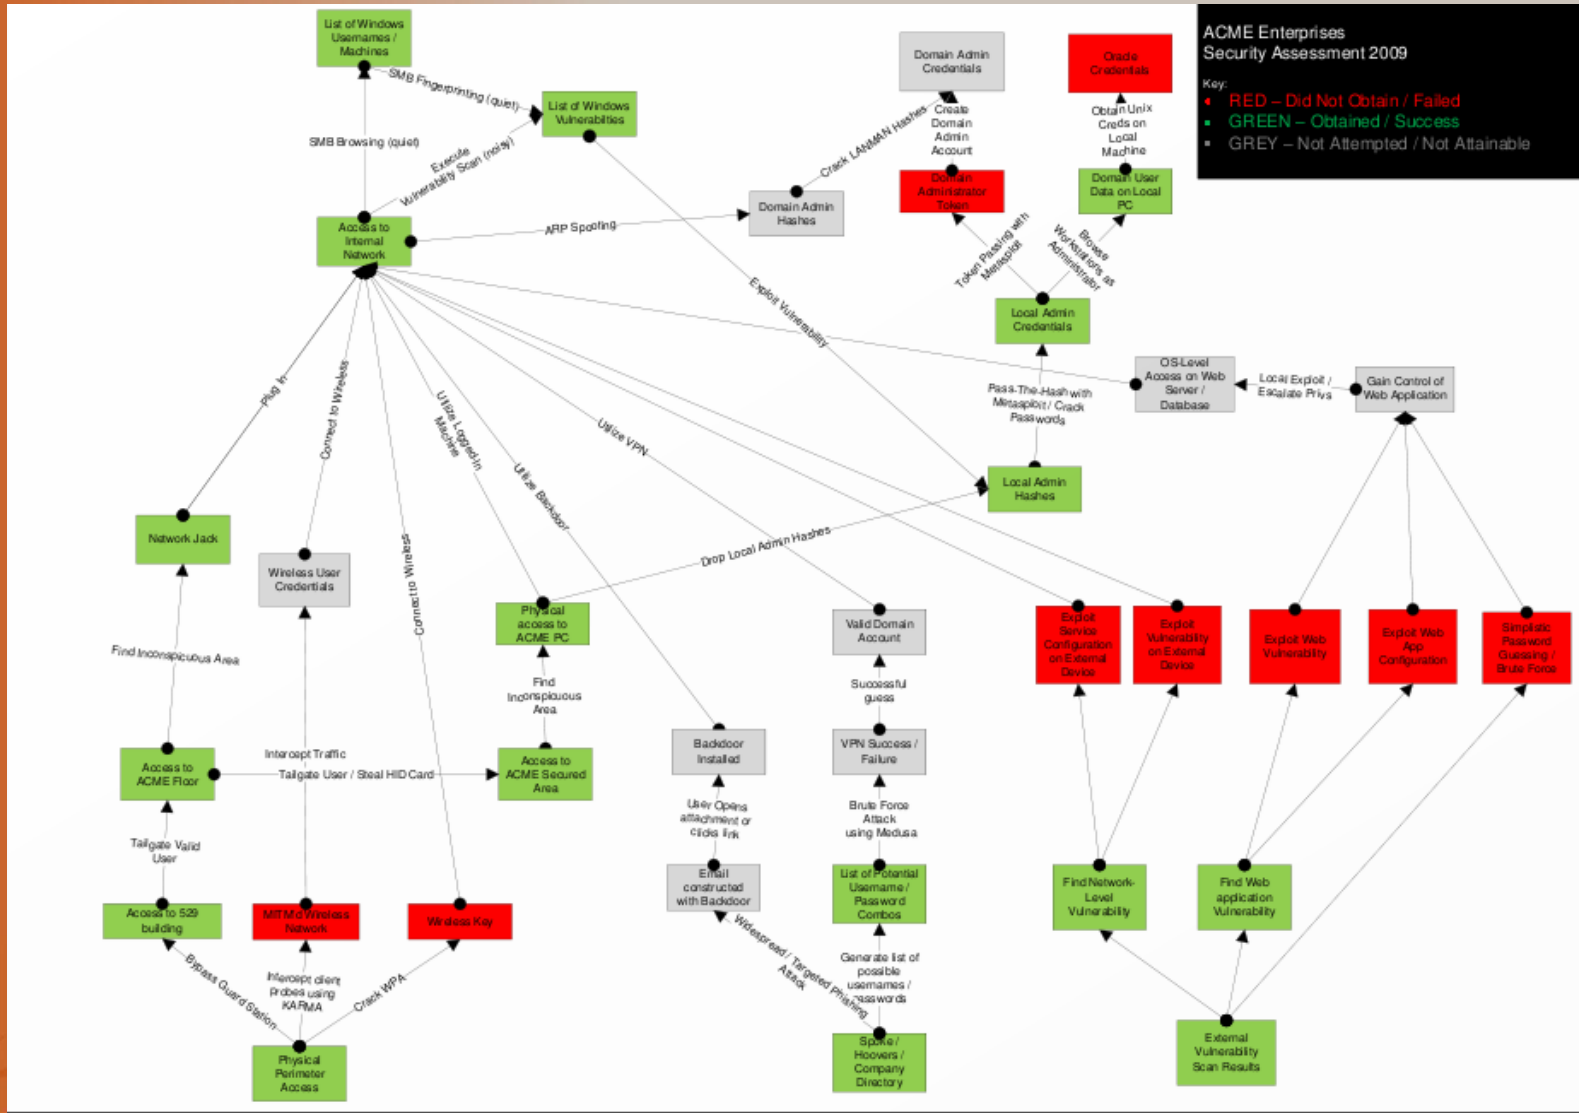 List of Windows
Usernames /
Machines
SMB Fingerprinting (quiet)
List of Windows
Vulnerabilities
SMB Browsing (quiet)
Execute
Vulnerability Scan (noisy)
Access to
Internal
Network
ARP Spoofing
Domain Admin
Hashes
Crack LANMAN Hashes
Domain Admin
Credentials
Create
Domain
Admin
Account
Domain
Administrator
Token
Oracle
Credentials
Obtain Unix
Creds on
Local
Machine
Domain User
Data on Local
PC
Token Passing with
Metasploit
Browse
Workstations as
Administrator
Local Admin
Credentials
ACME Enterprises
Security Assessment 2009
Key:
RED – Did Not Obtain / Failed
GREEN – Obtained / Success
GREY – Not Attempted / Not Attainable
Exploit Vulnerability
Pass-The-Hash with
Metasploit / Crack
Passwords
OS-Level
Access on Web
Server /
Database
Local Exploit /
Escalate Privs
Gain Control of
Web Application
Local Admin
Hashes
Plug In
Connect to Wireless
Utilize Logged-In
Machine
Utilize VPN
Utilize Backdoor
Connect to Wireless
Drop Local Admin Hashes
Network Jack
Wireless User
Credentials
Physical
access to
ACME PC
Valid Domain
Account
Exploit
Service
Configuration
on External
Device
Exploit
Vulnerability
on External
Device
Exploit Web
Vulnerability
Exploit Web
App
Configuration
Simplistic
Password
Guessing /
Brute Force
Find Inconspicuous Area
Find
Inconspicuous
Area
Successful
guess
Intercept Traffic
Access to
ACME Floor
Tailgate User / Steal HID Card
Access to
ACME Secured
Area
Backdoor
Installed
VPN Success /
Failure
Tailgate Valid
User
User Opens
attachment or
clicks link
Brute Force
Attack
using Medusa
Access to 529
building
MITM'd Wireless
Network
Wireless Key
Email
constructed
with Backdoor
List of Potential
Username /
Password
Combos
Find Network-
Level
Vulnerability
Find Web
application
Vulnerability
Bypass Guard Station
Intercept client
probes using
KARMA
Crack WPA
Widespread / Targeted Phishing
Attack
Generate list of
possible
usernames /
passwords
Physical
Perimeter
Access
Spoke /
Hoovers /
Company
Directory
External
Vulnerability
Scan Results